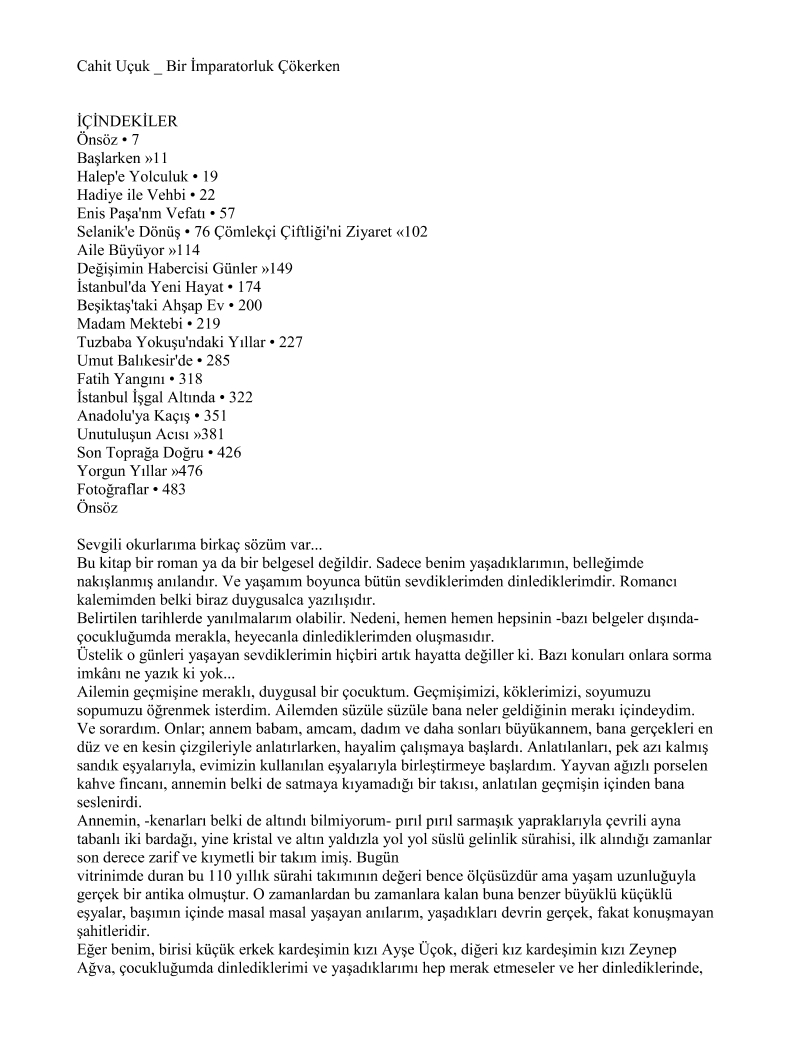 Cahit Uçuk _ Bir İmparatorluk Çökerken
İÇİNDEKİLER
Önsöz • 7
Başlarken »11
Halep'e Yolculuk • 19
Hadiye ile Vehbi • 22
Enis Paşa'nm Vefatı • 57
Selanik'e Dönüş • 76 Çömlekçi Çiftliği'ni Ziyaret «102
Aile Büyüyor »114
Değişimin Habercisi Günler »149
İstanbul'da Yeni Hayat • 174
Beşiktaş'taki Ahşap Ev • 200
Madam Mektebi • 219
Tuzbaba Yokuşu'ndaki Yıllar • 227
Umut Balıkesir'de • 285
Fatih Yangını • 318
İstanbul İşgal Altında • 322
Anadolu'ya Kaçış • 351
Unutuluşun Acısı »381
Son Toprağa Doğru • 426
Yorgun Yıllar »476
Fotoğraflar • 483
Önsöz
Sevgili okurlarıma birkaç sözüm var...
Bu kitap bir roman ya da bir belgesel değildir. Sadece benim yaşadıklarımın, belleğimde
nakışlanmış anılandır. Ve yaşamım boyunca bütün sevdiklerimden dinlediklerimdir. Romancı
kalemimden belki biraz duygusalca yazılışıdır.
Belirtilen tarihlerde yanılmalarım olabilir. Nedeni, hemen hemen hepsinin -bazı belgeler dışında-
çocukluğumda merakla, heyecanla dinlediklerimden oluşmasıdır.
Üstelik o günleri yaşayan sevdiklerimin hiçbiri artık hayatta değiller ki. Bazı konuları onlara sorma
imkânı ne yazık ki yok...
Ailemin geçmişine meraklı, duygusal bir çocuktum. Geçmişimizi, köklerimizi, soyumuzu
sopumuzu öğrenmek isterdim. Ailemden süzüle süzüle bana neler geldiğinin merakı içindeydim.
Ve sorardım. Onlar; annem babam, amcam, dadım ve daha sonları büyükannem, bana gerçekleri en
düz ve en kesin çizgileriyle anlatırlarken, hayalim çalışmaya başlardı. Anlatılanları, pek azı kalmış
sandık eşyalarıyla, evimizin kullanılan eşyalarıyla birleştirmeye başlardım. Yayvan ağızlı porselen
kahve fincanı, annemin belki de satmaya kıyamadığı bir takısı, anlatılan geçmişin içinden bana
seslenirdi.
Annemin, -kenarları belki de altındı bilmiyorum- pırıl pırıl sarmaşık yapraklarıyla çevrili ayna
tabanlı iki bardağı, yine kristal ve altın yaldızla yol yol süslü gelinlik sürahisi, ilk alındığı zamanlar
son derece zarif ve kıymetli bir takım imiş. Bugün
vitrinimde duran bu 110 yıllık sürahi takımının değeri bence ölçüsüzdür ama yaşam uzunluğuyla
gerçek bir antika olmuştur. O zamanlardan bu zamanlara kalan buna benzer büyüklü küçüklü
eşyalar, başımın içinde masal masal yaşayan anılarım, yaşadıkları devrin gerçek, fakat konuşmayan
şahitleridir.
Eğer benim, birisi küçük erkek kardeşimin kızı Ayşe Üçok, diğeri kız kardeşimin kızı Zeynep
Ağva, çocukluğumda dinlediklerimi ve yaşadıklarımı hep merak etmeseler ve her dinlediklerinde,